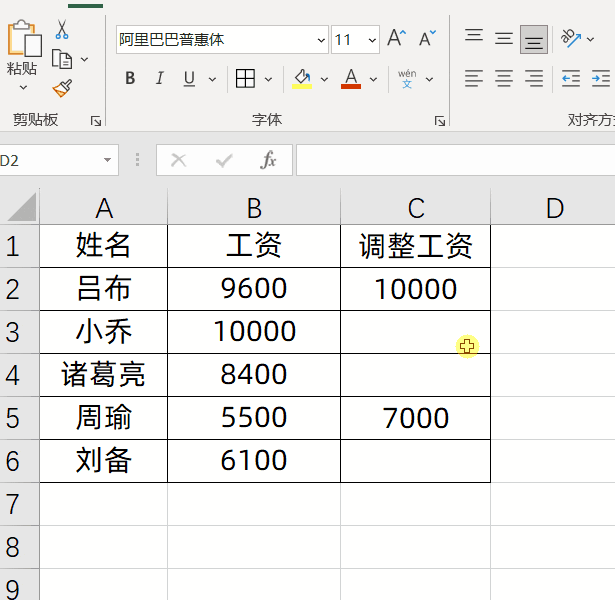 阿里巴巴普惠体 11 A A ab
粘贴 B I U A wén 文
剪贴板 字体 对齐方
D2 fx
A B C D
1 姓名 工资 调整工资
2 吕布 9600 10000
3 小乔 10000
4 诸葛亮 8400
5 周瑜 5500 7000
6 刘备 6100
7
8
9